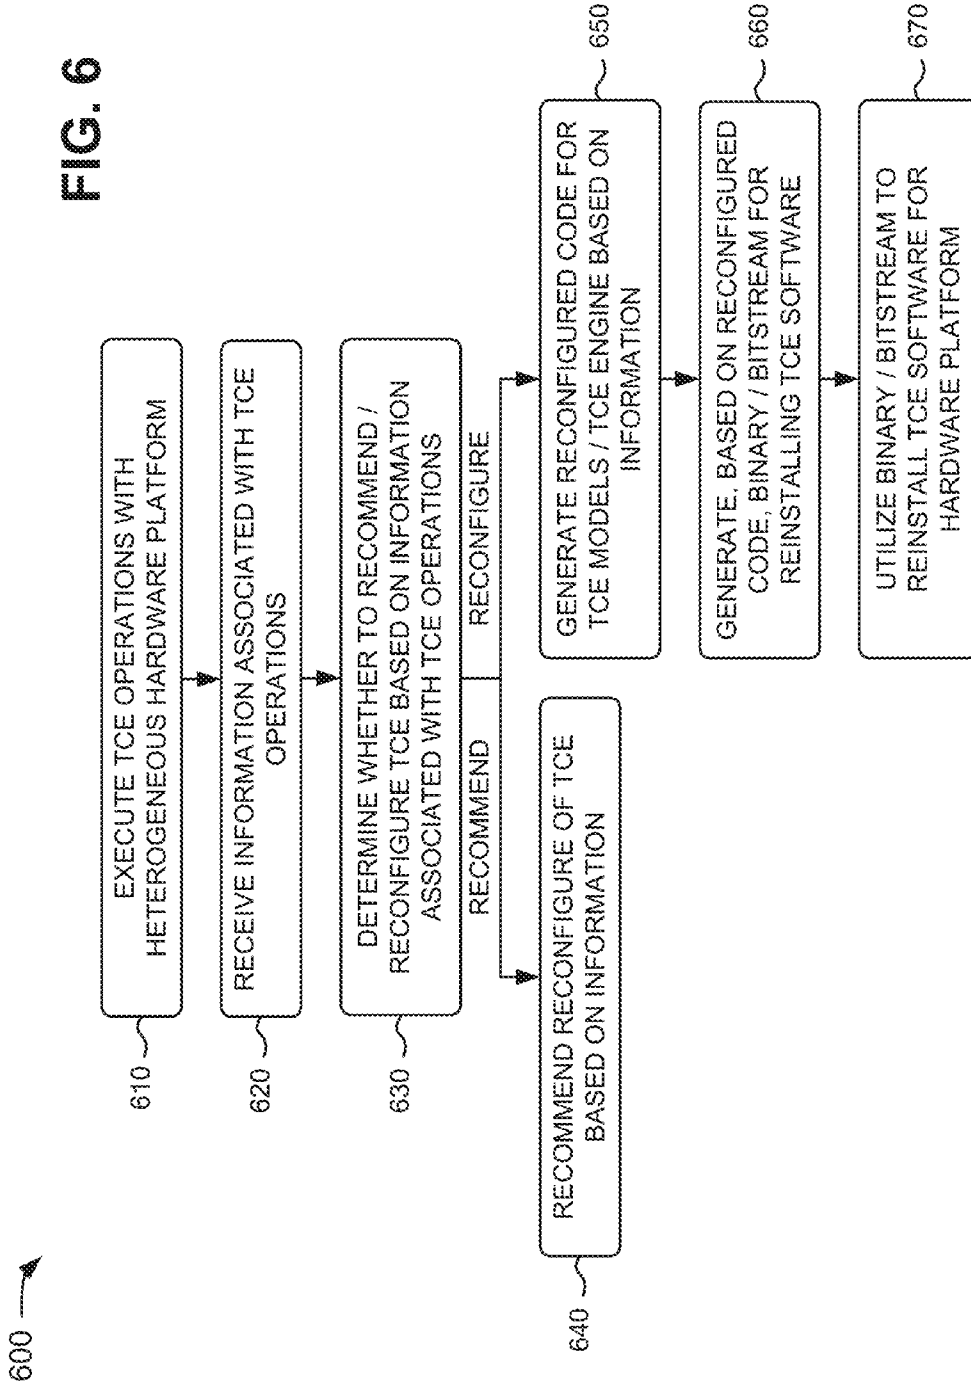 600
FIG. 6
610
EXECUTE TCE OPERATIONS WITH
HETEROGENEOUS HARDWARE PLATFORM
620
RECEIVE INFORMATION ASSOCIATED WITH TCE
OPERATIONS
630
DETERMINE WHETHER TO RECOMMEND /
RECONFIGURE TCE BASED ON INFORMATION
ASSOCIATED WITH TCE OPERATIONS
RECOMMEND
RECONFIGURE
640
RECOMMEND RECONFIGURE OF TCE
BASED ON INFORMATION
650
GENERATE RECONFIGURED CODE FOR
TCE MODELS / TCE ENGINE BASED ON
INFORMATION
660
GENERATE, BASED ON RECONFIGURED
CODE, BINARY / BITSTREAM FOR
REINSTALLING TCE SOFTWARE
670
UTILIZE BINARY / BITSTREAM TO
REINSTALL TCE SOFTWARE FOR
HARDWARE PLATFORM